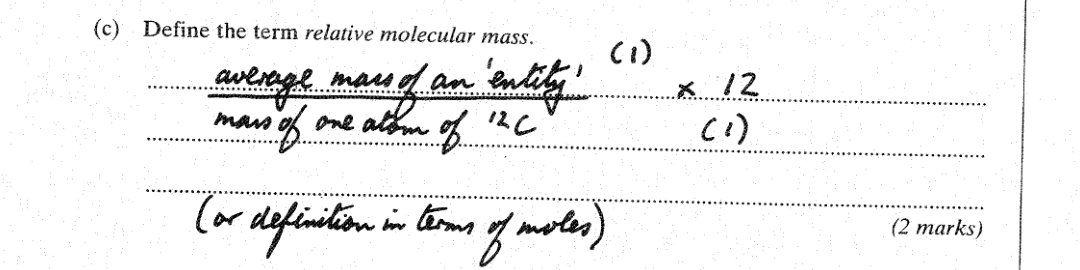 (c) Define the term relative molecular mass.
average mass of an 'entity' (1)
× 12
mass of one atom of ¹²C (1)
(or definition in terms of moles)
(2 marks)